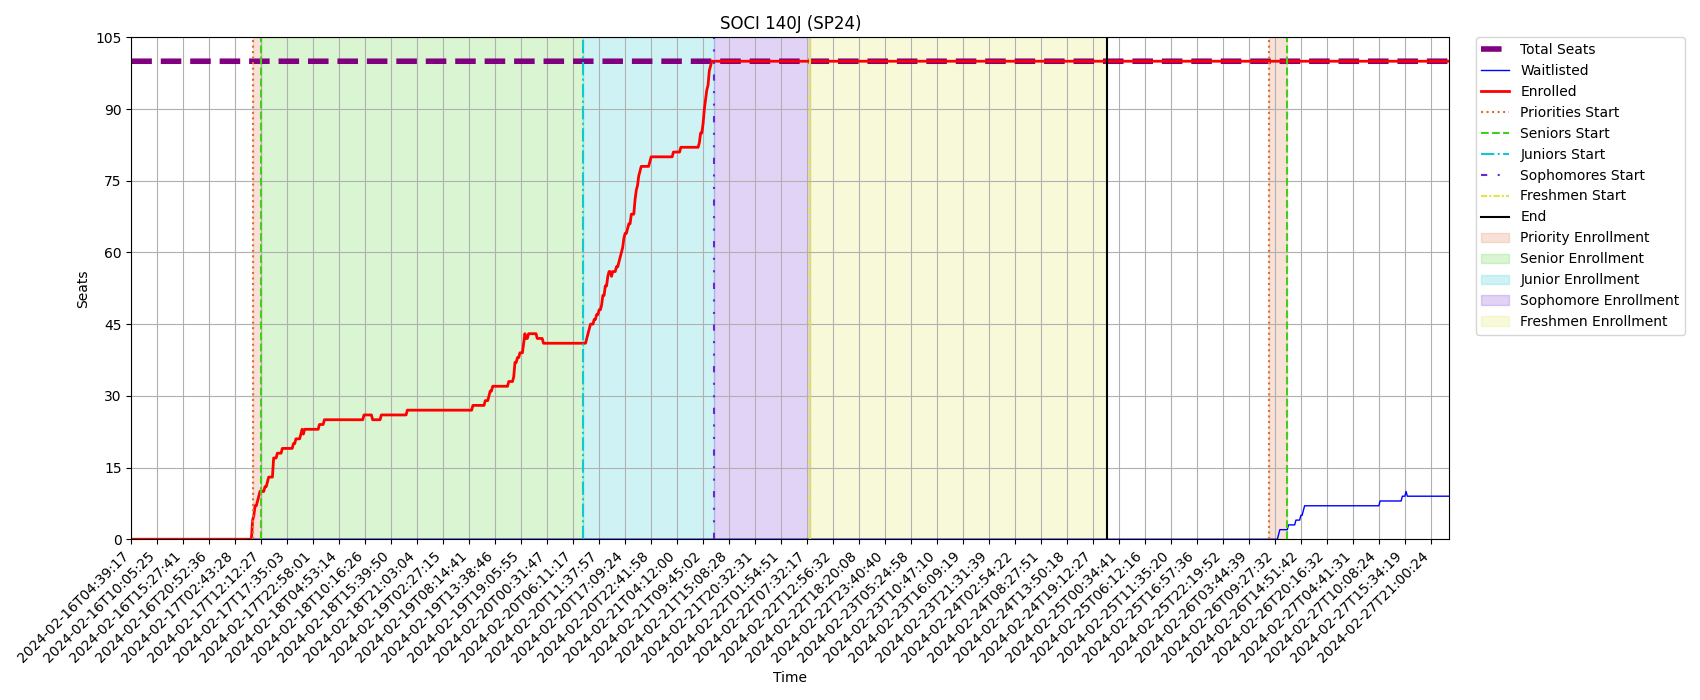 SOCI 140J (SP24)
105
90
75
60
45
30
15
0
Seats
2024-02-16T04:39:17
2024-02-16T10:05:25
2024-02-16T15:27:41
2024-02-16T20:52:36
2024-02-17T02:43:28
2024-02-17T12:12:27
2024-02-17T17:35:03
2024-02-17T22:58:01
2024-02-18T04:53:14
2024-02-18T10:16:26
2024-02-18T15:39:50
2024-02-18T21:03:04
2024-02-19T02:27:15
2024-02-19T08:14:41
2024-02-19T13:38:46
2024-02-19T19:05:55
2024-02-20T00:31:47
2024-02-20T06:11:17
2024-02-20T11:37:57
2024-02-20T17:09:24
2024-02-20T22:41:58
2024-02-21T04:12:00
2024-02-21T09:45:02
2024-02-21T15:08:28
2024-02-21T20:32:31
2024-02-22T01:54:51
2024-02-22T07:32:17
2024-02-22T12:56:32
2024-02-22T18:20:08
2024-02-22T23:40:40
2024-02-23T05:24:58
2024-02-23T10:47:10
2024-02-23T16:09:19
2024-02-23T21:31:39
2024-02-24T02:54:22
2024-02-24T08:27:51
2024-02-24T13:50:18
2024-02-24T19:12:27
2024-02-25T00:34:41
2024-02-25T06:12:16
2024-02-25T11:35:20
2024-02-25T16:57:36
2024-02-25T22:19:52
2024-02-26T03:44:39
2024-02-26T09:27:32
2024-02-26T14:51:42
2024-02-26T20:16:32
2024-02-27T04:41:31
2024-02-27T10:08:24
2024-02-27T15:34:19
2024-02-27T21:00:24
Time
Total Seats
Waitlisted
Enrolled
Priorities Start
Seniors Start
Juniors Start
Sophomores Start
Freshmen Start
End
Priority Enrollment
Senior Enrollment
Junior Enrollment
Sophomore Enrollment
Freshmen Enrollment